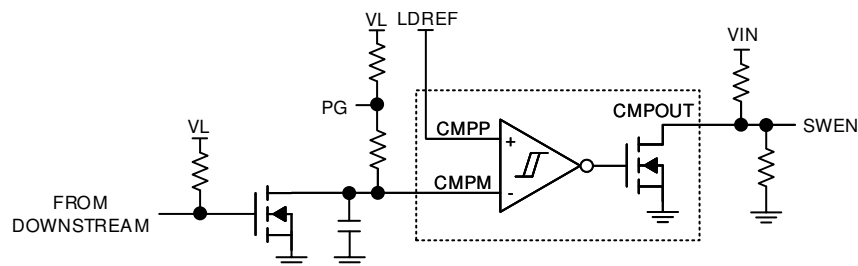 VL
LDREF
VIN
PG
CMPOUT
CMPP
+
SWEN
VL
CMPM
-
FROM
DOWNSTREAM